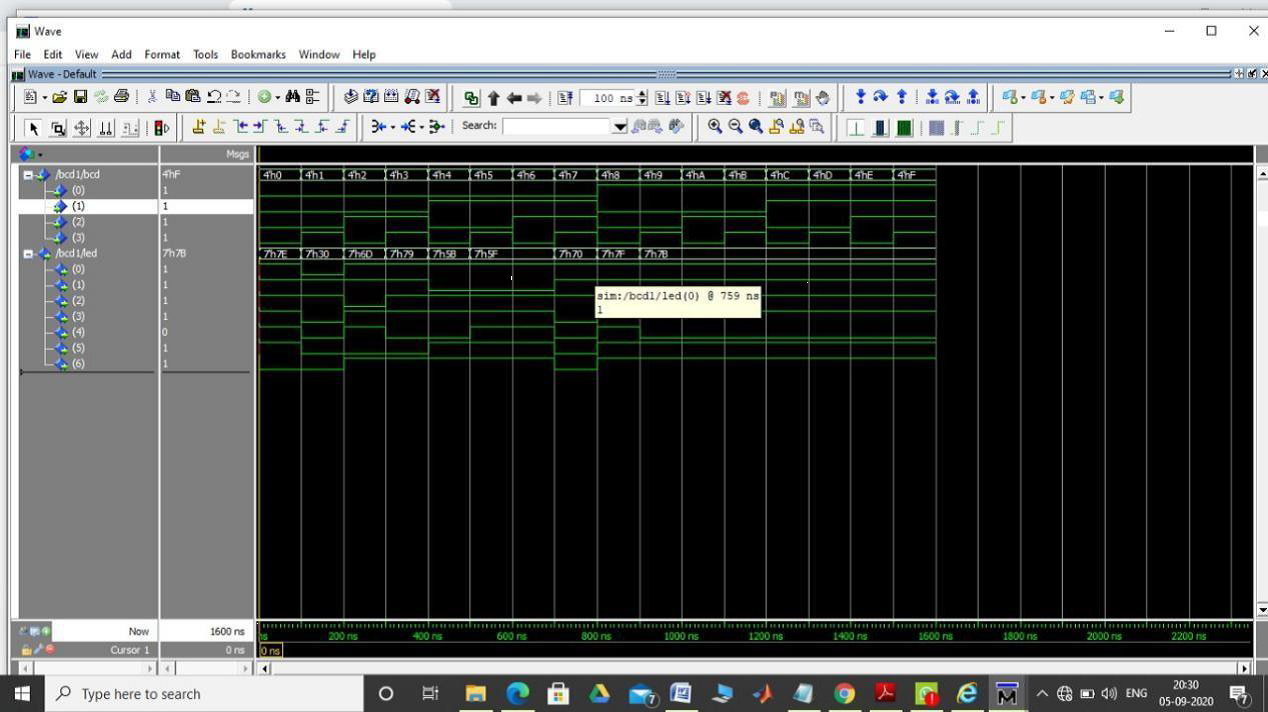 Wave
File Edit View Add Format Tools Bookmarks Window Help
Wave - Default
100 ns
Search:
Msgs
/bcd1/bcd 4'hF 4'h0 4'h1 4'h2 4'h3 4'h4 4'h5 4'h6 4'h7 4'h8 4'h9 4'hA 4'hB 4'hC 4'hD 4'hE 4'hF
(0) 1
(1) 1
(2) 1
(3) 1
/bcd1/led 7'h7B 7'h7E 7'h30 7'h6D 7'h79 7'h5B 7'h5F 7'h70 7'h7F 7'h7B
(0) 1
(1) 1
(2) 1
(3) 1
(4) 0
(5) 1
(6) 1
sim:/bcd1/led(0) @ 759 ns
1
Now 1600 ns ns 200 ns 400 ns 600 ns 800 ns 1000 ns 1200 ns 1400 ns 1600 ns 1800 ns 2000 ns 2200 ns
Cursor 1 0 ns 0 ns
Type here to search
7
ENG
20:30
05-09-2020
7